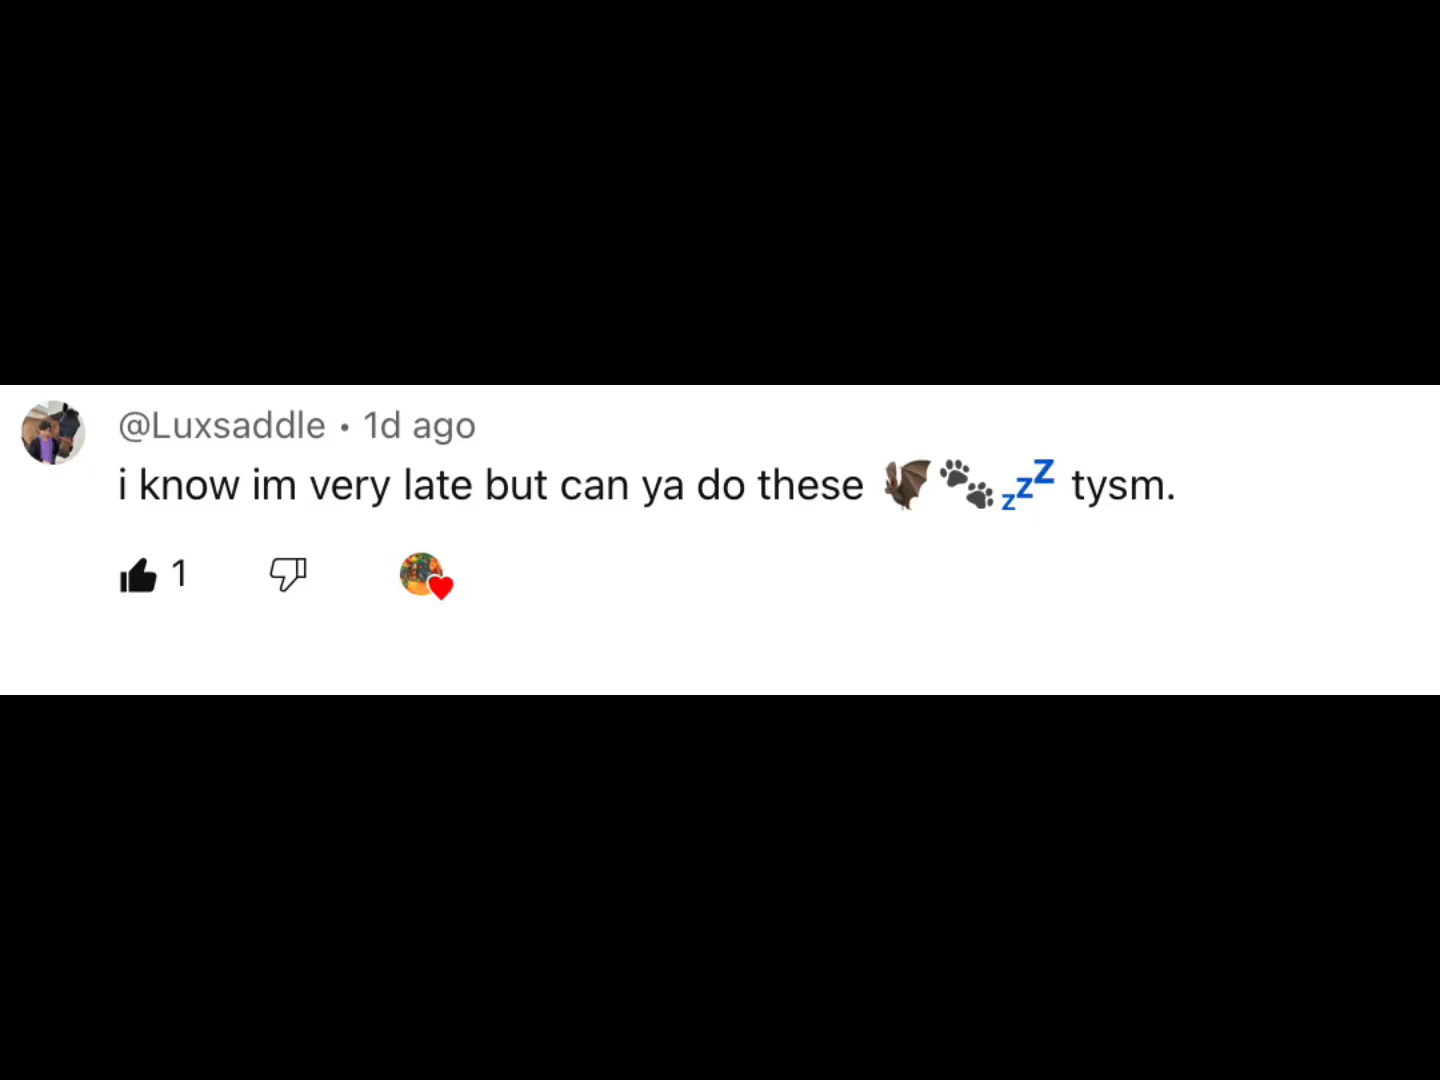 @Luxsaddle • 1d ago
i know im very late but can ya do these 🦇🐾💤 tysm.
1